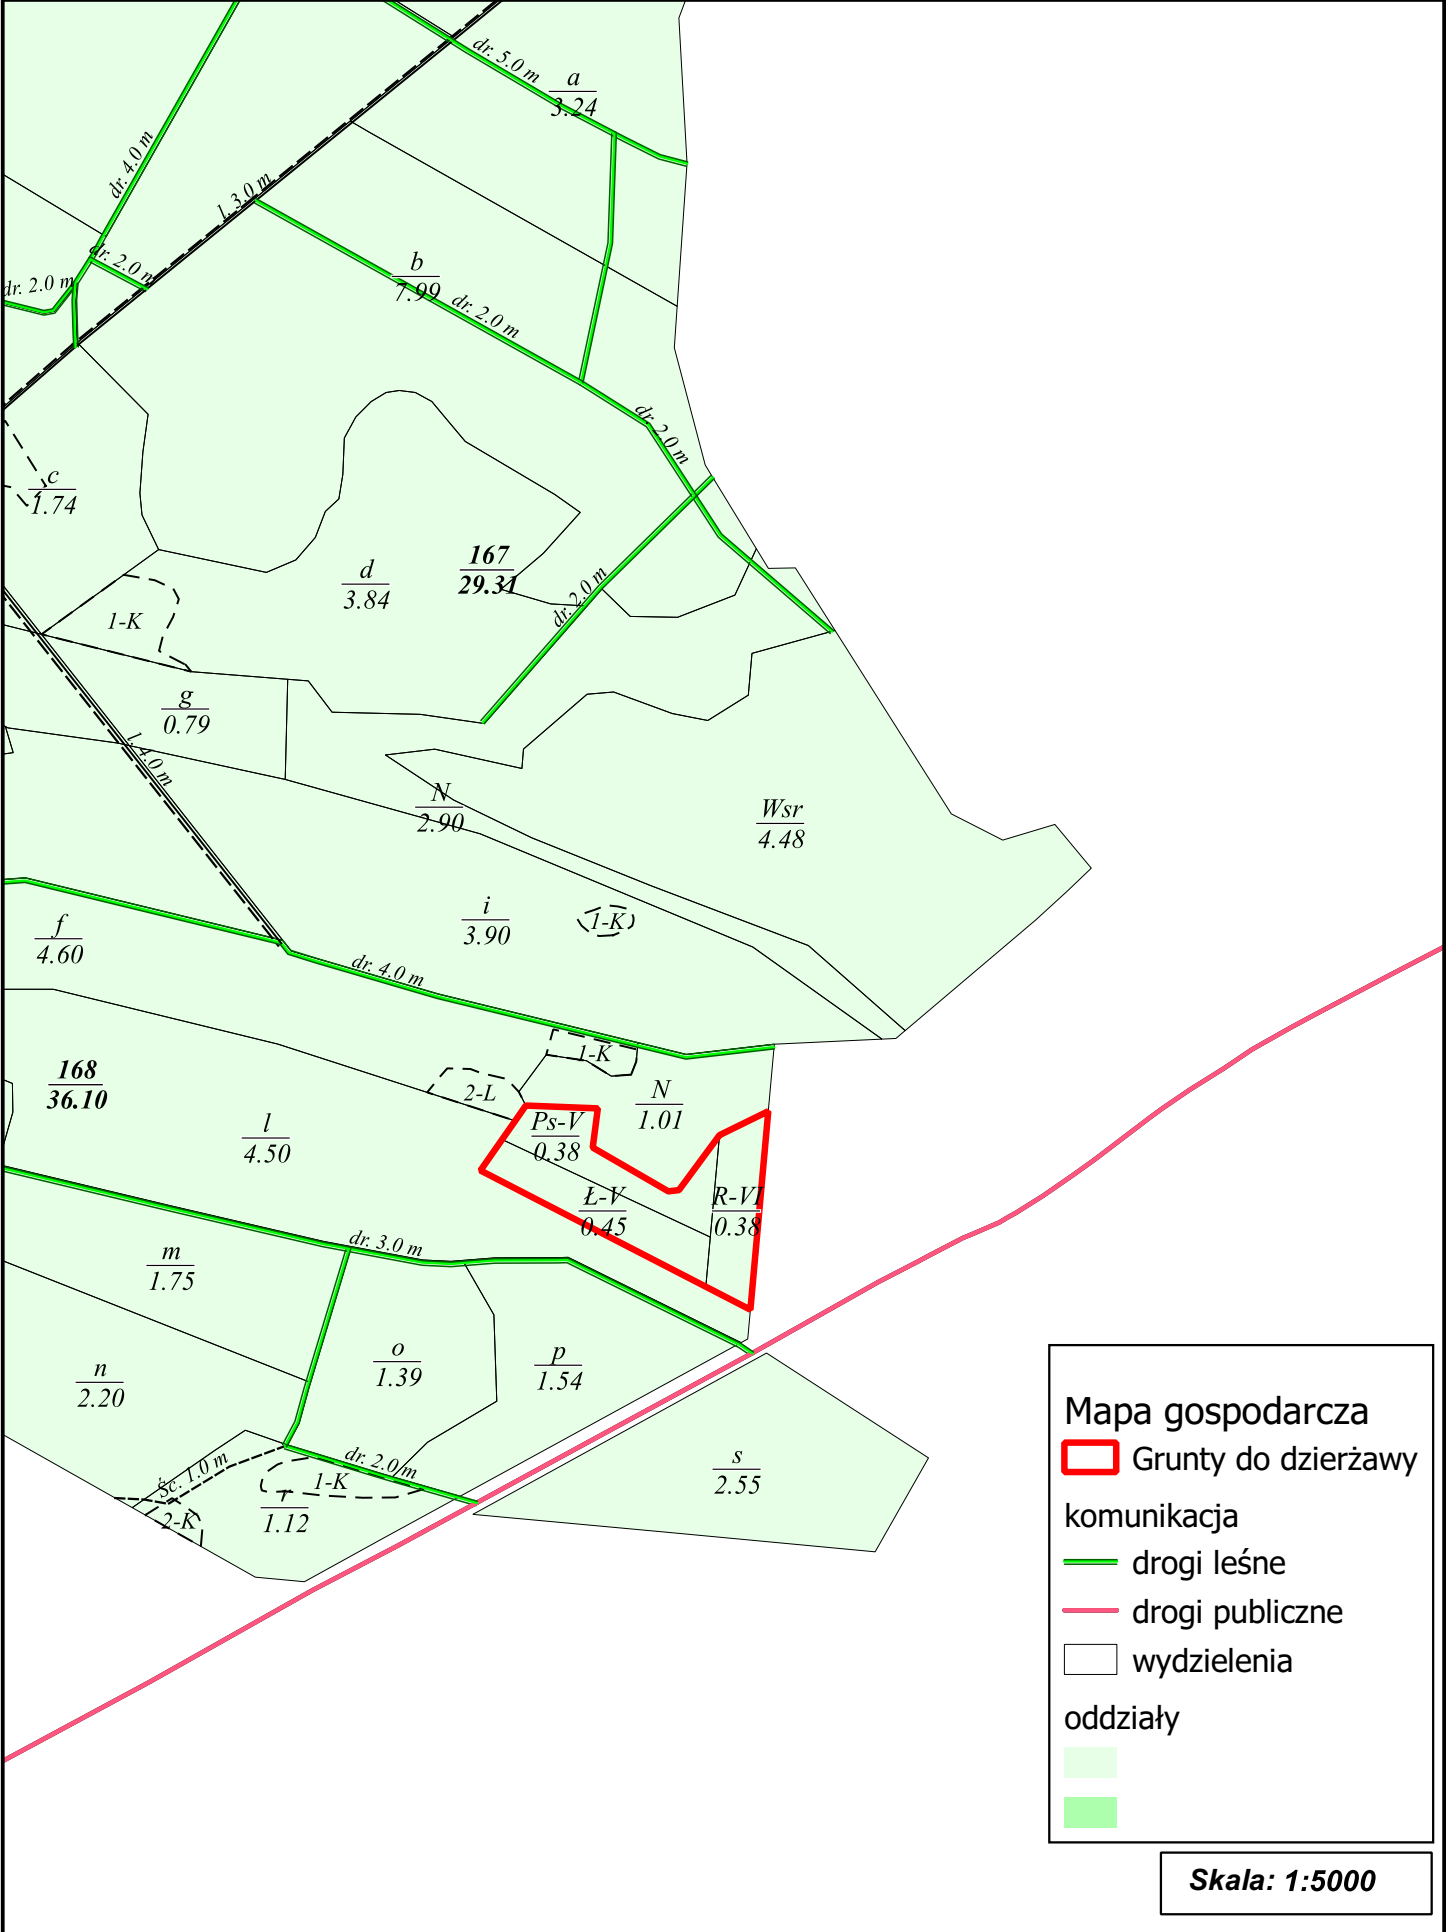 dr. 5.0 m
a
3.24
dr. 4.0 m
l. 3.0 m
dr. 2.0 m
dr. 2.0 m
b
7.99
dr. 2.0 m
dr. 2.0 m
c
1.74
167
29.31
d
3.84
dr. 2.0 m
1-K
g
0.79
l. 4.0 m
N
2.90
Wsr
4.48
i
3.90
1-K
f
4.60
dr. 4.0 m
1-K
168
36.10
2-L
N
1.01
Ps-V
0.38
l
4.50
Ł-V
0.45
R-VI
0.38
dr. 3.0 m
m
1.75
o
1.39
p
1.54
n
2.20
s
2.55
Śc. 1.0 m
dr. 2.0 m
1-K
r
1.12
2-K
Mapa gospodarcza
Grunty do dzierżawy
komunikacja
drogi leśne
drogi publiczne
wydzielenia
oddziały
Skala: 1:5000